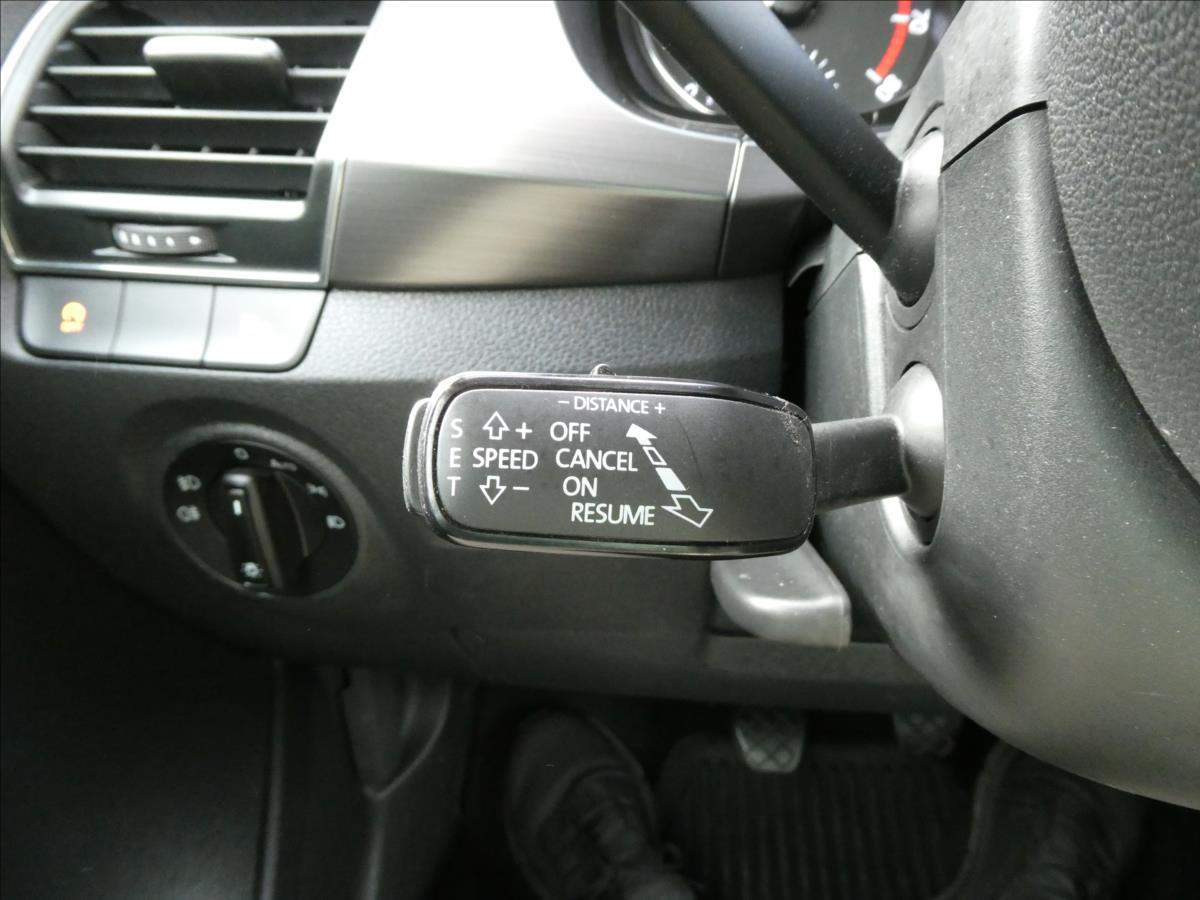 – DISTANCE +
S + OFF
E SPEED CANCEL
T – ON
RESUME